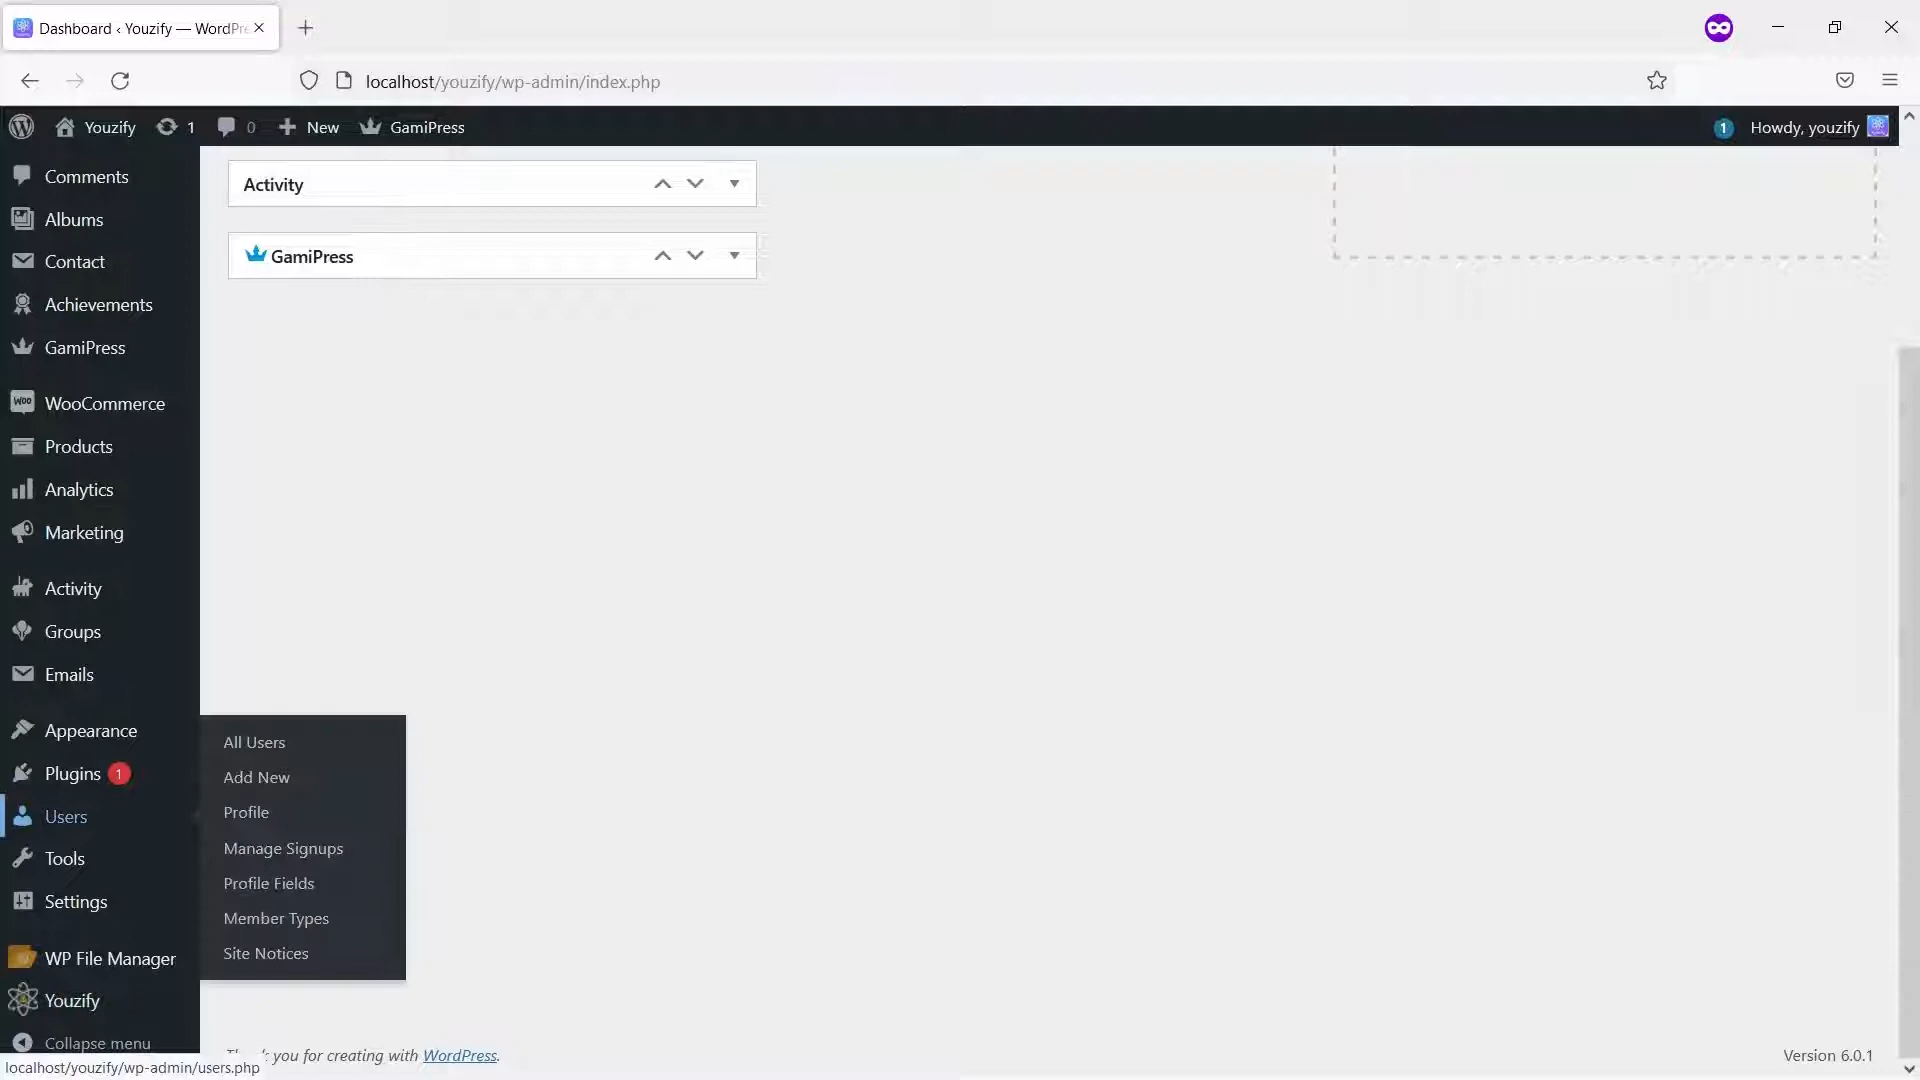 Dashboard ‹ Youzify — WordPre
localhost/youzify/wp-admin/index.php
Youzify 1 0 New GamiPress
1 Howdy, youzify
Comments
Albums
Contact
Achievements
GamiPress
WooCommerce
Products
Analytics
Marketing
Activity
Groups
Emails
Appearance
Plugins 1
Users
Tools
Settings
WP File Manager
Youzify
Collapse menu
Activity
GamiPress
All Users
Add New
Profile
Manage Signups
Profile Fields
Member Types
Site Notices
you for creating with WordPress.
Version 6.0.1
localhost/youzify/wp-admin/users.php